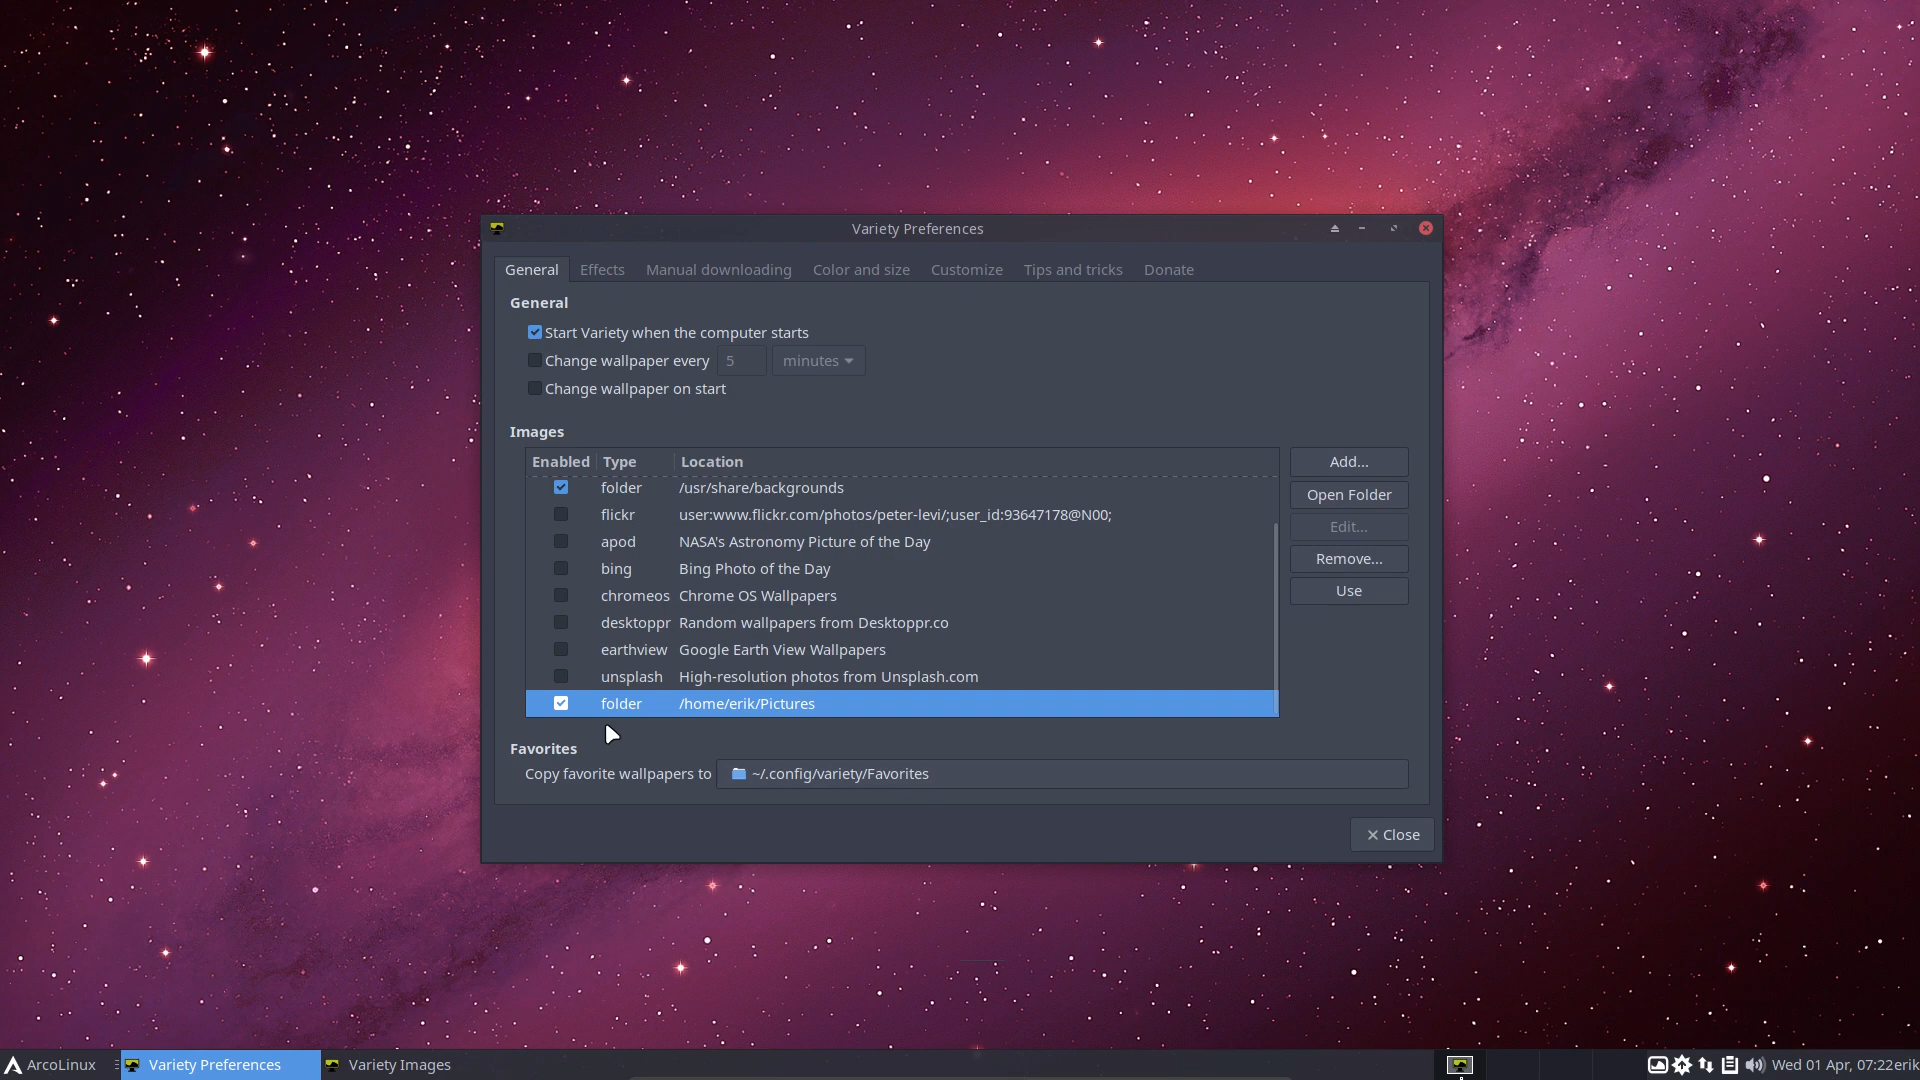 Variety Preferences
General Effects Manual downloading Color and size Customize Tips and tricks Donate
General
Start Variety when the computer starts
Change wallpaper every 5 minutes
Change wallpaper on start
Images
Enabled Type Location
folder /usr/share/backgrounds
flickr user:www.flickr.com/photos/peter-levi/;user_id:93647178@N00;
apod NASA's Astronomy Picture of the Day
bing Bing Photo of the Day
chromeos Chrome OS Wallpapers
desktoppr Random wallpapers from Desktoppr.co
earthview Google Earth View Wallpapers
unsplash High-resolution photos from Unsplash.com
folder /home/erik/Pictures
Add...
Open Folder
Edit...
Remove...
Use
Favorites
Copy favorite wallpapers to ~/.config/variety/Favorites
Close
ArcoLinux Variety Preferences Variety Images Wed 01 Apr, 07:22erik